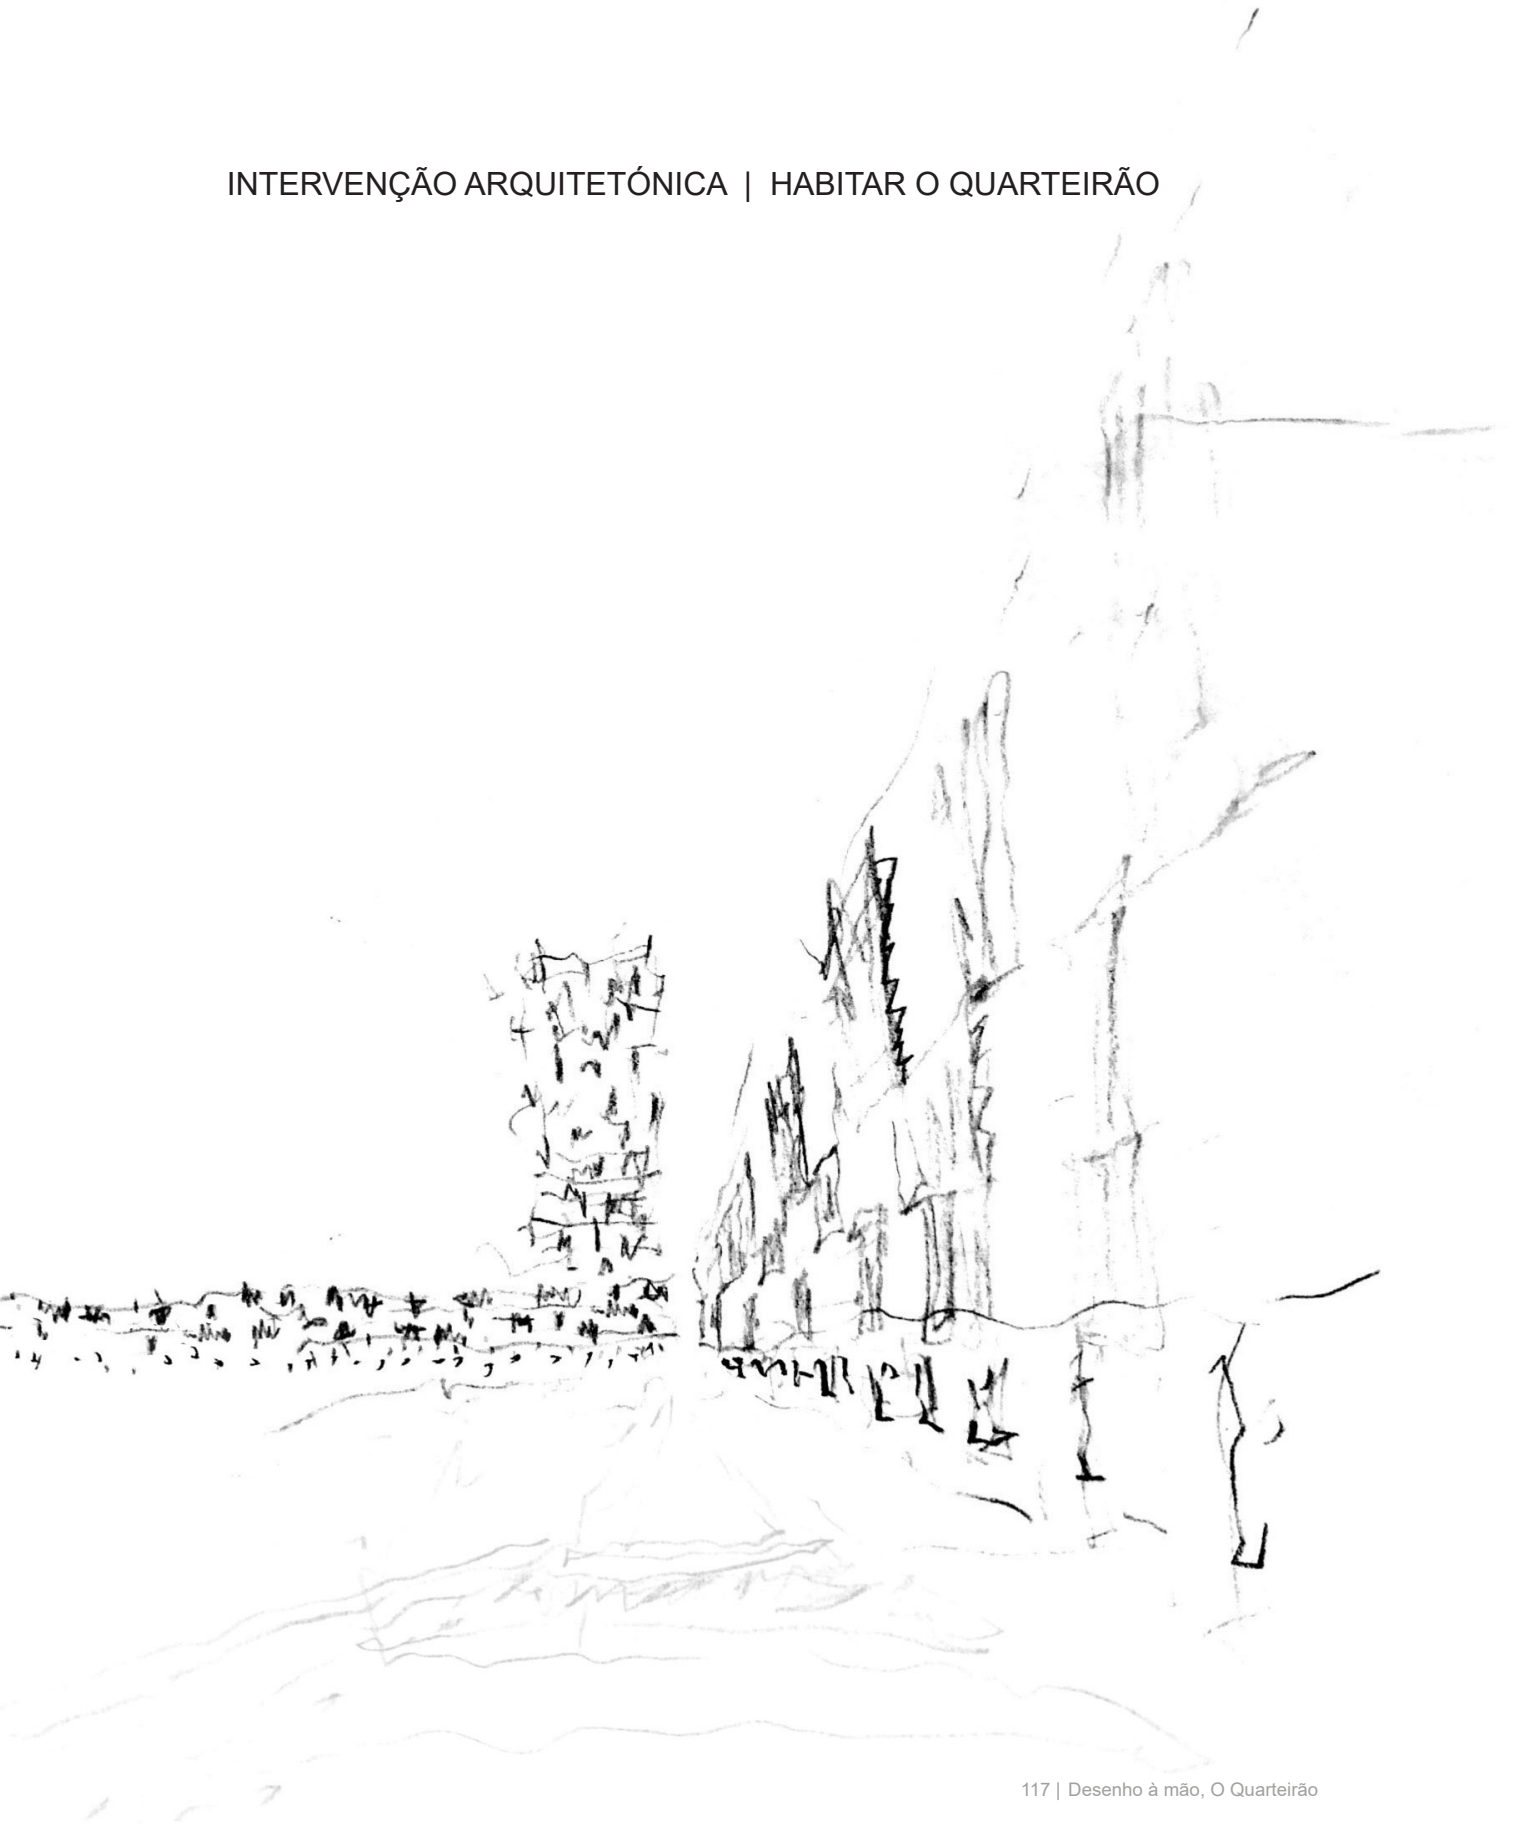 INTERVENÇÃO ARQUITETÓNICA | HABITAR O QUARTEIRÃO
117 | Desenho à mão, O Quarteirão